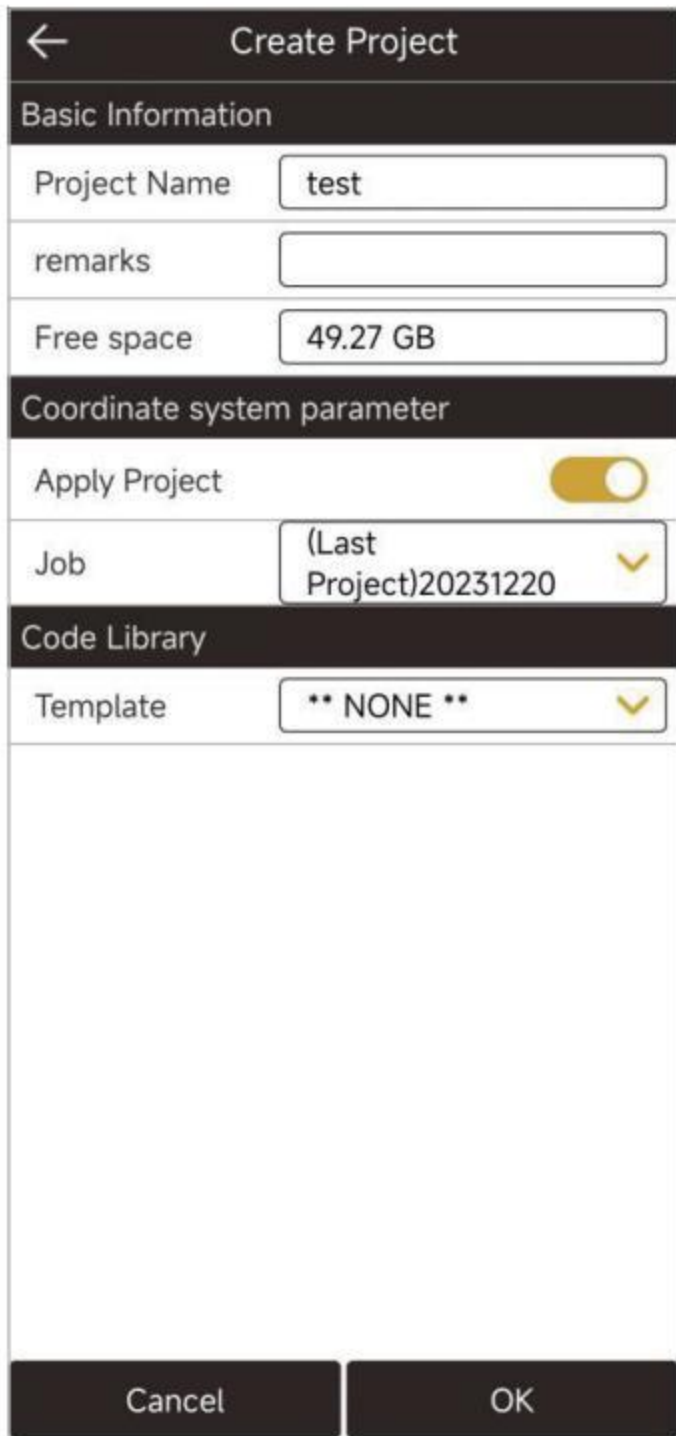 Create Project
Basic Information
Project Name test
remarks
Free space 49.27 GB
Coordinate system parameter
Apply Project
Job (Last
Project)20231220
Code Library
Template ** NONE **
Cancel OK